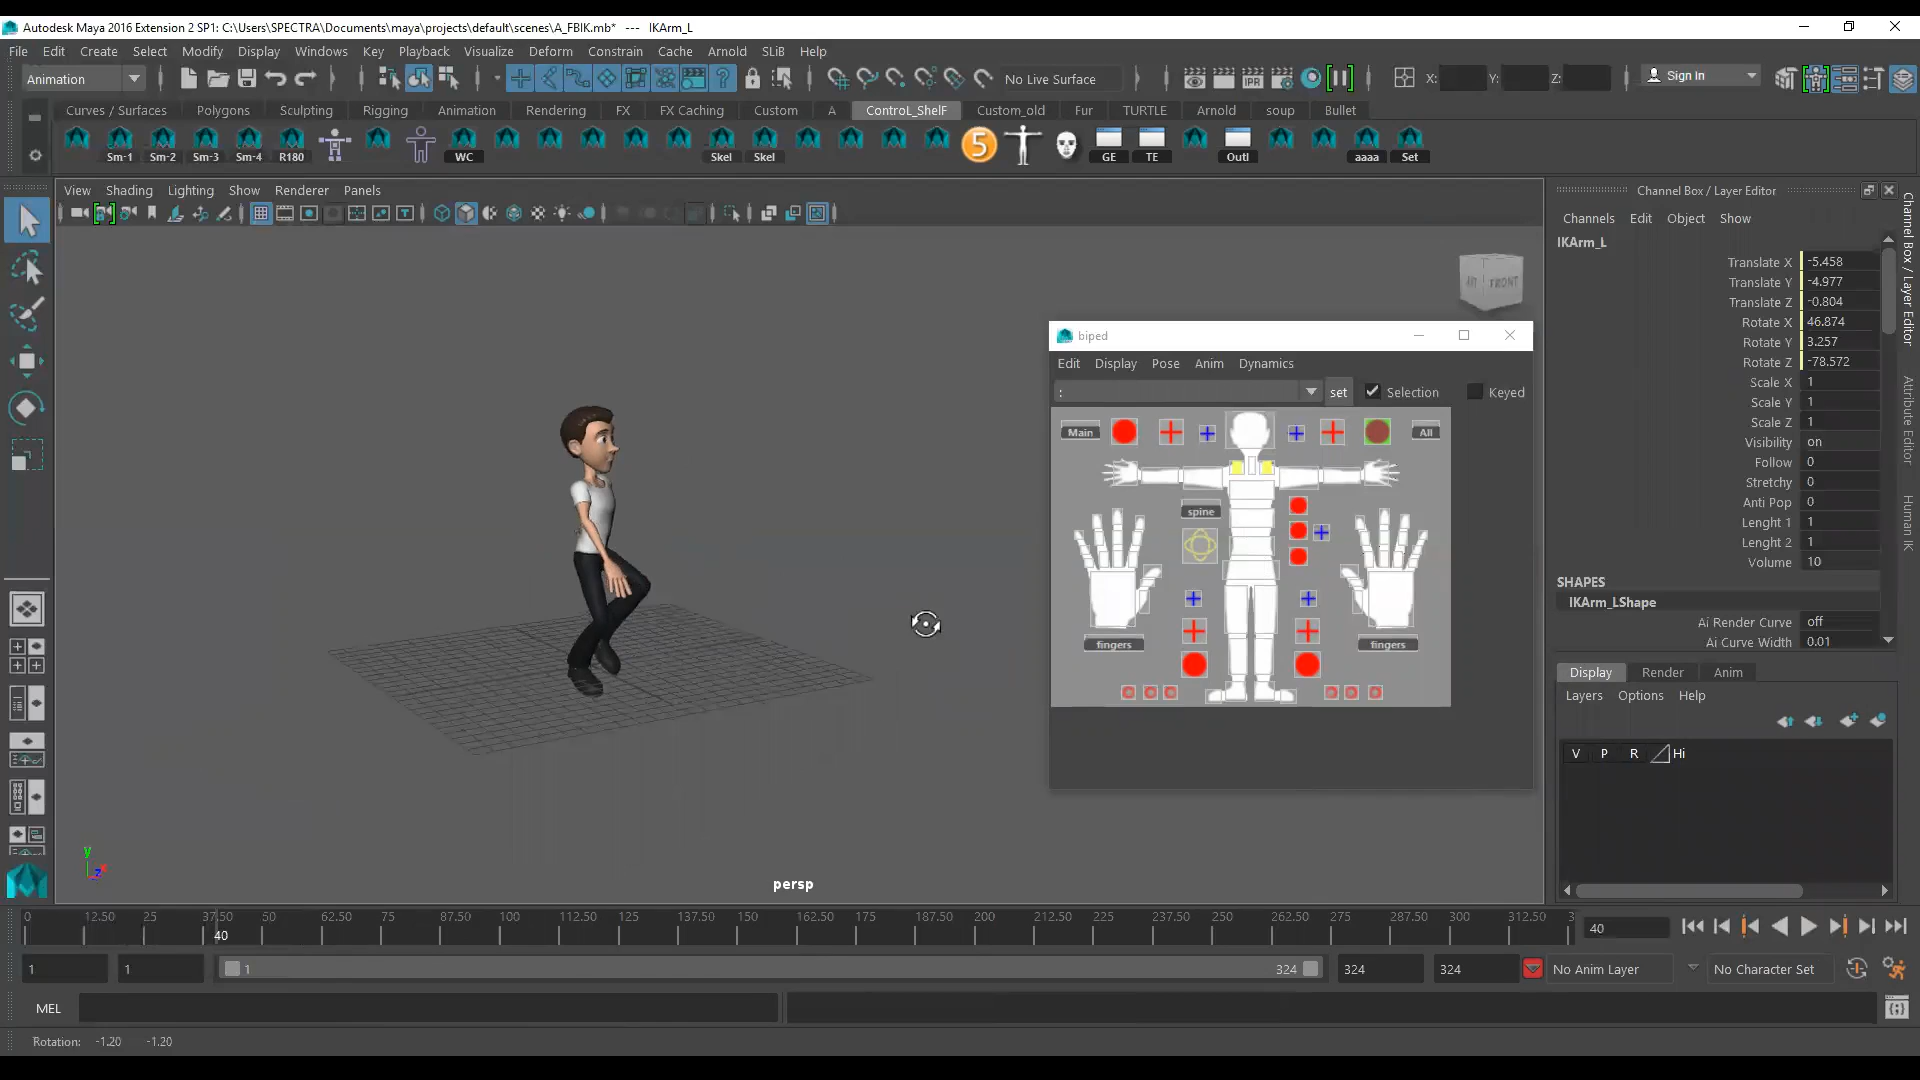 Autodesk Maya 2016 Extension 2 SP1: C:\Users\SPECTRA\Documents\maya\projects\default\scenes\A_FBIK.mb* --- IKArm_L
File Edit Create Select Modify Display Windows Key Playback Visualize Deform Constrain Cache Arnold SLiB Help
Animation No Live Surface X: Y: Z: Sign In
Curves / Surfaces Polygons Sculpting Rigging Animation Rendering FX FX Caching Custom A ControL_ShelF Custom_old Fur TURTLE Arnold soup Bullet
5
Sm-1 Sm-2 Sm-3 Sm-4 R180 WC Skel Skel GE TE Outl aaaa Set
View Shading Lighting Show Renderer Panels
FRONT
persp
y
z
biped
Edit Display Pose Anim Dynamics
: set Selection Keyed
Main All
spine
fingers fingers
Channel Box / Layer Editor
Channels Edit Object Show
IKArm_L
Translate X -5.458
Translate Y -4.977
Translate Z -0.804
Rotate X 46.874
Rotate Y 3.257
Rotate Z -78.572
Scale X 1
Scale Y 1
Scale Z 1
Visibility on
Follow 0
Stretchy 0
Anti Pop 0
Lenght 1 1
Lenght 2 1
Volume 10
SHAPES
IKArm_LShape
Ai Render Curve off
Ai Curve Width 0.01
Display Render Anim
Layers Options Help
V P R Hi
Channel Box / Layer Editor
Attribute Editor
Human IK
0 12.50 25 37.50 50 62.50 75 87.50 100 112.50 125 137.50 150 162.50 175 187.50 200 212.50 225 237.50 250 262.50 275 287.50 300 312.50 3
40 40
1 1 1 324 324 324 No Anim Layer No Character Set
MEL
Rotation: -1.20 -1.20